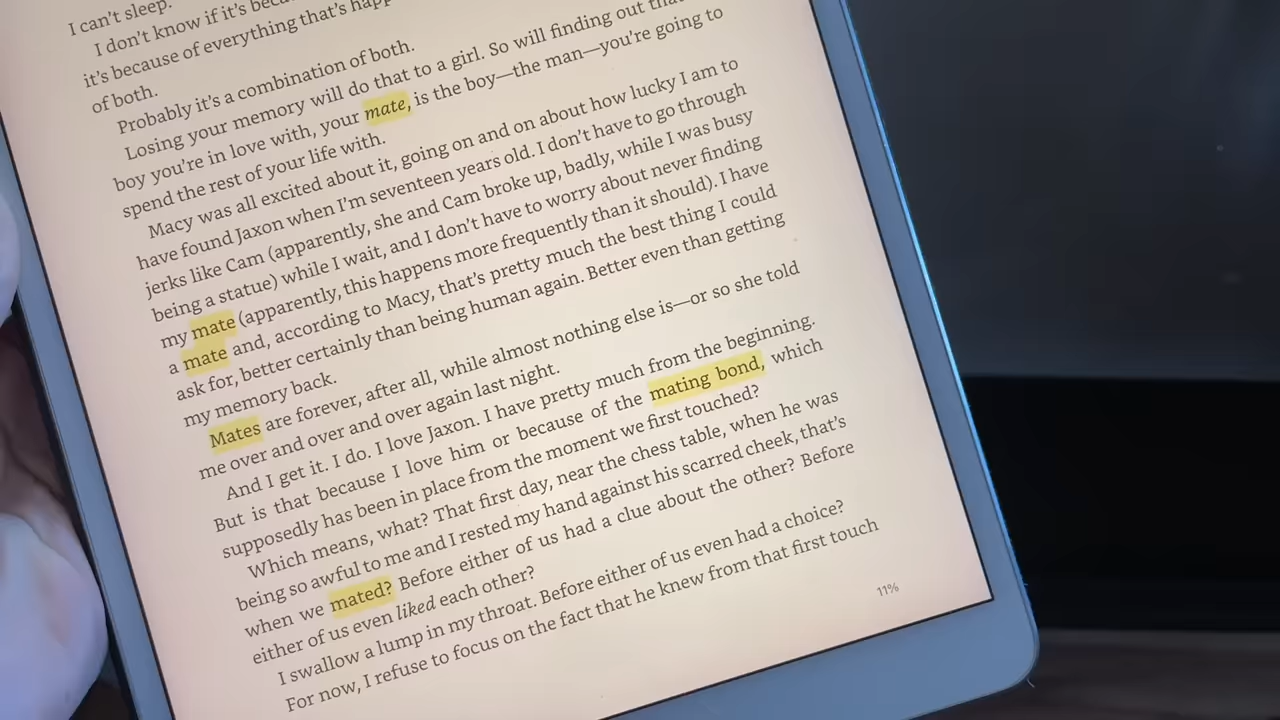 I can't sleep.
I don't know if it's
it's because of everything that's
of both.
Probably it's a combination of both.
Losing your memory will do that to a girl. So will finding out
boy you're in love with, your mate, is the boy—the man—you're going to
spend the rest of your life with.
Macy was all excited about it, going on and on about how lucky I am to
have found Jaxon when I'm seventeen years old. I don't have to go through
jerks like Cam (apparently, she and Cam broke up, badly, while I was busy
being a statue) while I wait, and I don't have to worry about never finding
my mate (apparently, this happens more frequently than it should). I have
a mate and, according to Macy, that's pretty much the best thing I could
ask for, better certainly than being human again. Better even than getting
my memory back.
Mates are forever, after all, while almost nothing else is—or so she told
me over and over and over again last night.
And I get it. I do. I love Jaxon. I have pretty much from the beginning.
But is that because I love him or because of the mating bond, which
supposedly has been in place from the moment we first touched?
Which means, what? That first day, near the chess table, when he was
being so awful to me and I rested my hand against his scarred cheek, that's
when we mated? Before either of us had a clue about the other? Before
either of us even liked each other?
I swallow a lump in my throat. Before either of us even had a choice?
For now, I refuse to focus on the fact that he knew from that first touch
11%